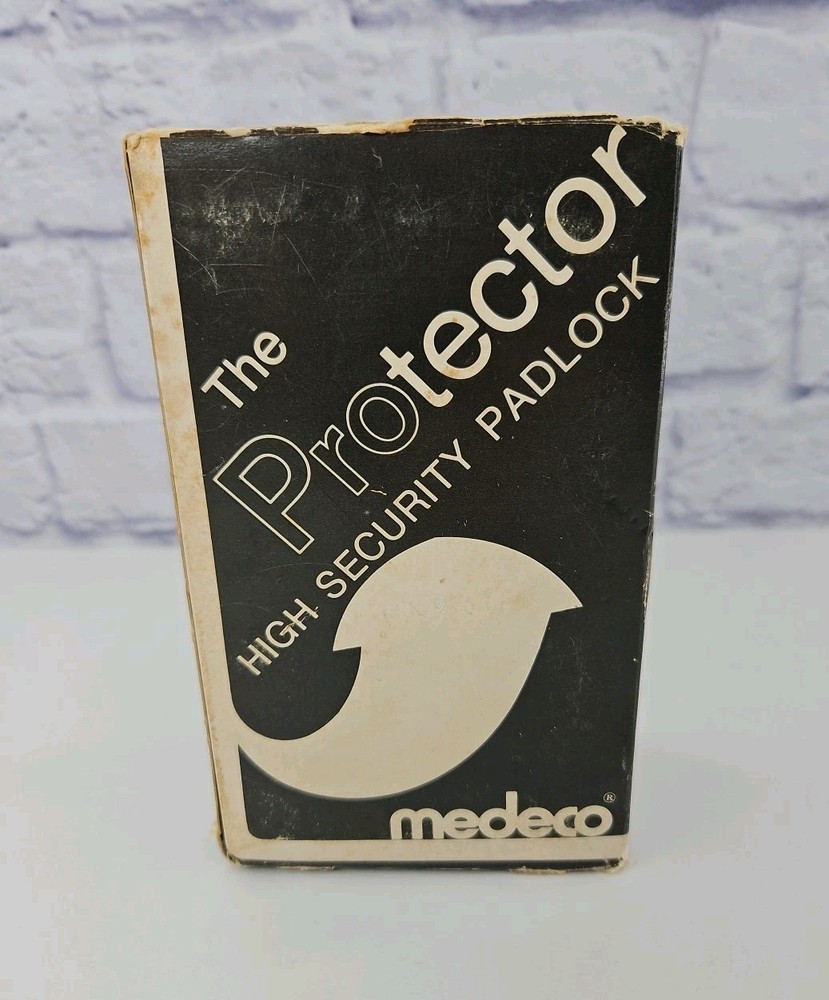 The
Protector
HIGH SECURITY PADLOCK
medeco®